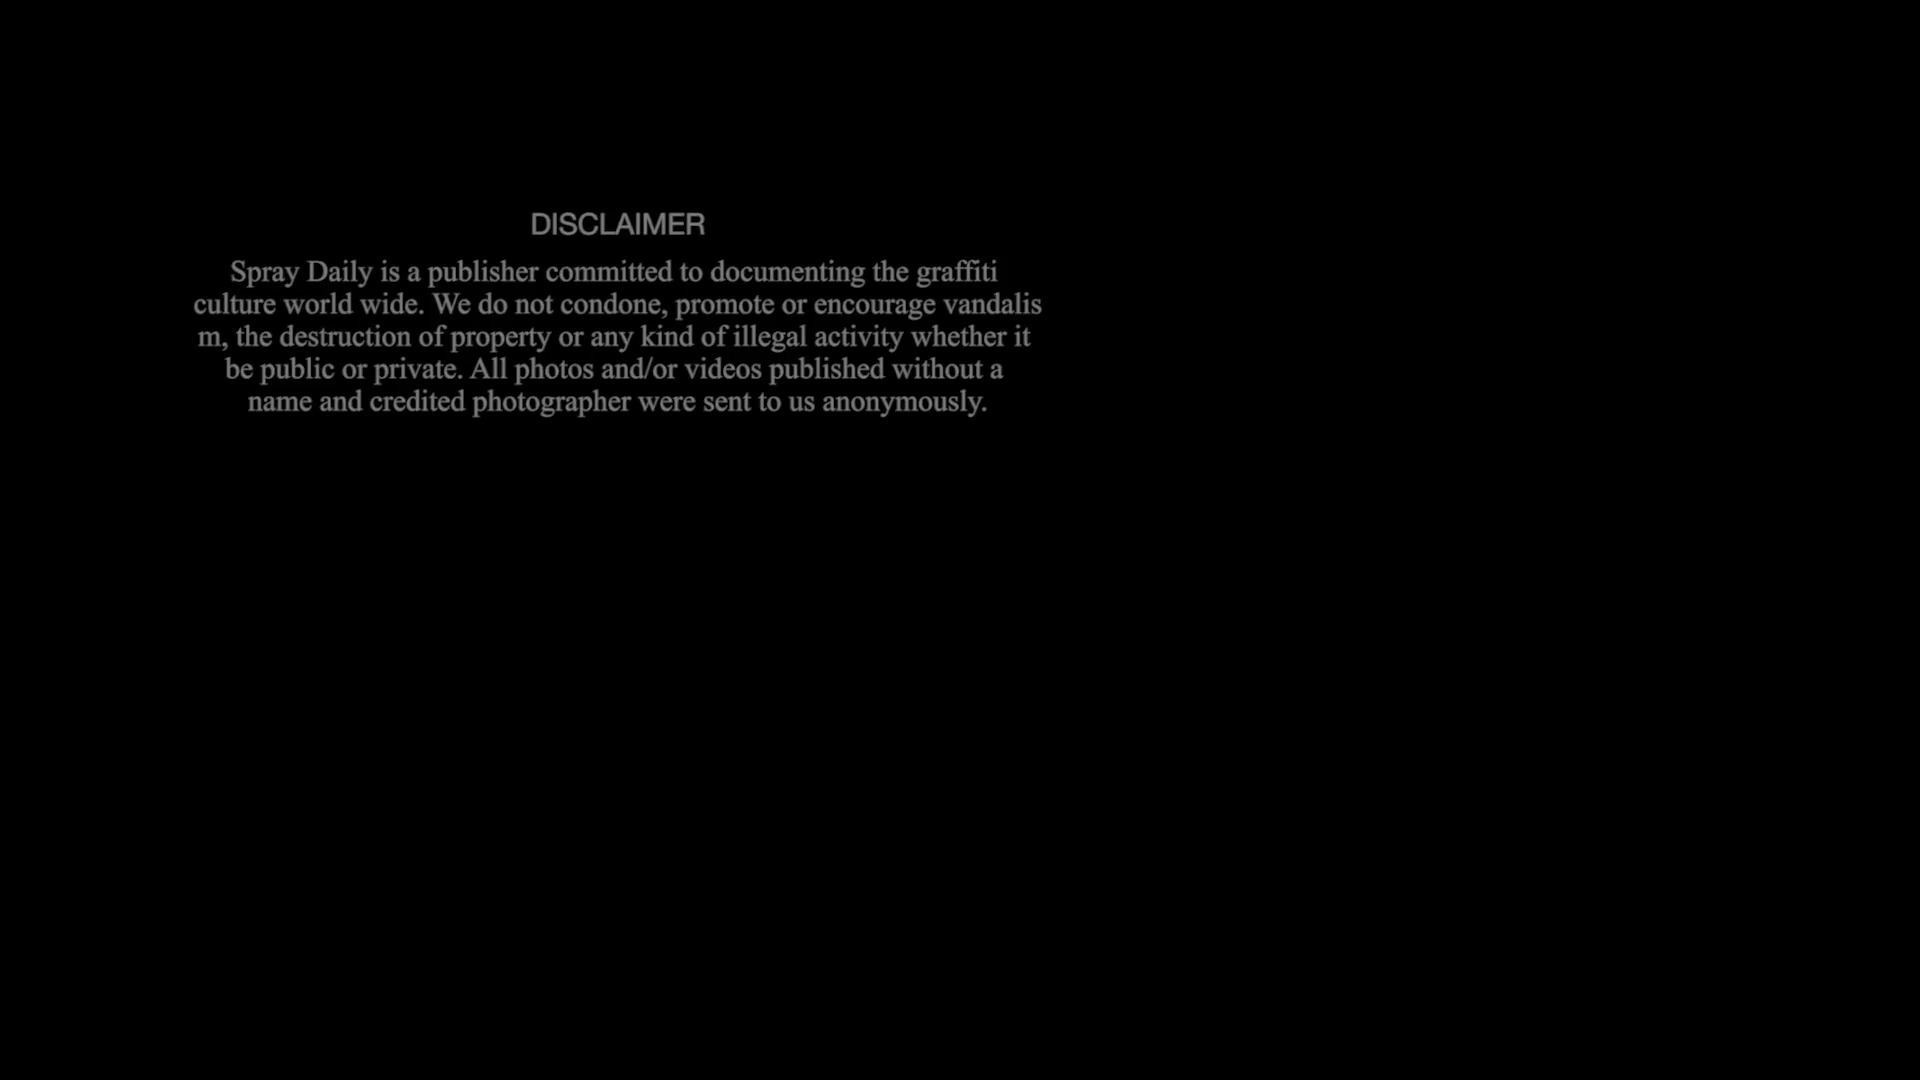 DISCLAIMER
Spray Daily is a publisher committed to documenting the graffiti
culture world wide. We do not condone, promote or encourage vandalis
m, the destruction of property or any kind of illegal activity whether it
be public or private. All photos and/or videos published without a
name and credited photographer were sent to us anonymously.